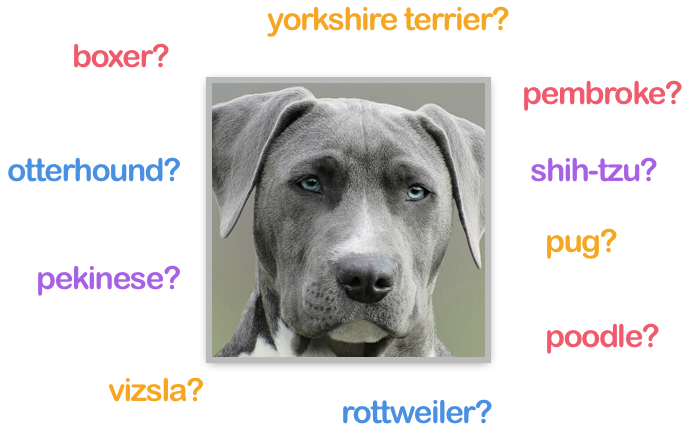 yorkshire terrier?
boxer?
pembroke?
otterhound?
shih-tzu?
pug?
pekinese?
poodle?
vizsla?
rottweiler?